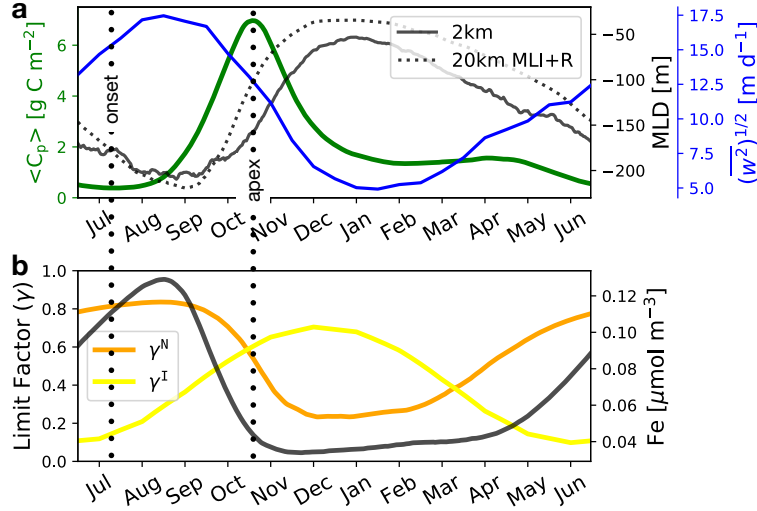 a
<C_p> [g C m⁻²]
6
4
2
0
onset
apex
2km
20km MLI+R
−50
−100
−150
−200
MLD [m]
17.5
15.0
12.5
10.0
7.5
5.0
(w²)^{1/2} [m d⁻¹]
Jul Aug Sep Oct Nov Dec Jan Feb Mar Apr May Jun
b
Limit Factor (γ)
1.0
0.8
0.6
0.4
0.2
0.0
γᴺ
γᴵ
0.12
0.10
0.08
0.06
0.04
Fe [μmol m⁻³]
Jul Aug Sep Oct Nov Dec Jan Feb Mar Apr May Jun